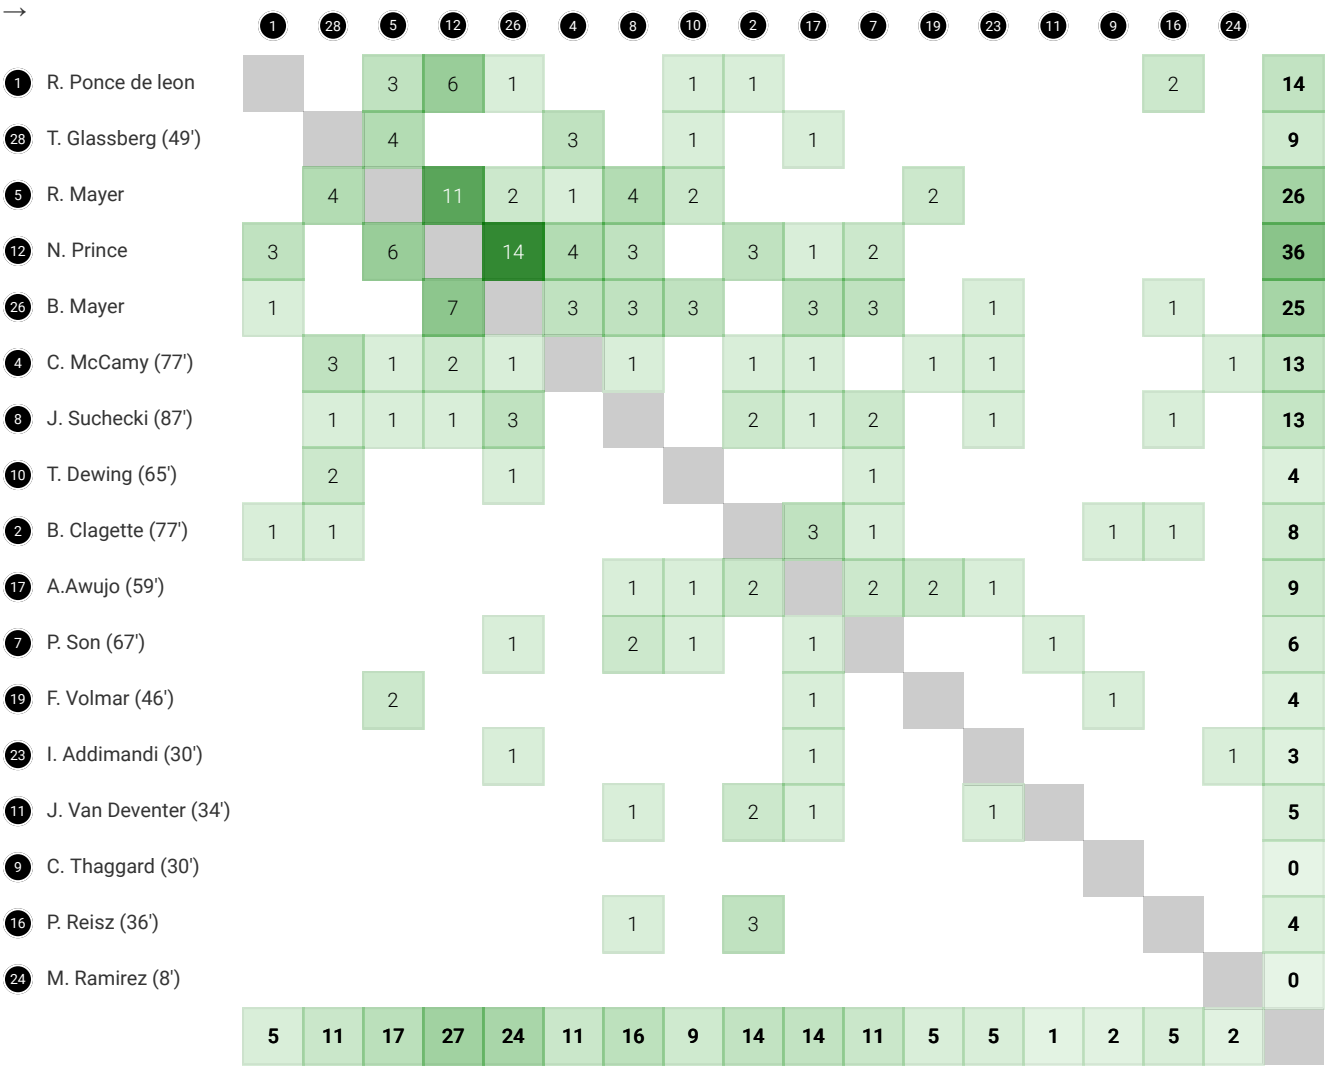 → 1 28 5 12 26 4 8 10 2 17 7 19 23 11 9 16 24
1 R. Ponce de leon 3 6 1 1 1 2 14
28 T. Glassberg (49') 4 3 1 1 9
5 R. Mayer 4 11 2 1 4 2 2 26
12 N. Prince 3 6 14 4 3 3 1 2 36
26 B. Mayer 1 7 3 3 3 3 3 1 1 25
4 C. McCamy (77') 3 1 2 1 1 1 1 1 1 1 13
8 J. Suchecki (87') 1 1 1 3 2 1 2 1 1 13
10 T. Dewing (65') 2 1 1 4
2 B. Clagette (77') 1 1 3 1 1 1 8
17 A.Awujo (59') 1 1 2 2 2 1 9
7 P. Son (67') 1 2 1 1 1 6
19 F. Volmar (46') 2 1 1 4
23 I. Addimandi (30') 1 1 1 3
11 J. Van Deventer (34') 1 2 1 1 5
9 C. Thaggard (30') 0
16 P. Reisz (36') 1 3 4
24 M. Ramirez (8') 0
5 11 17 27 24 11 16 9 14 14 11 5 5 1 2 5 2